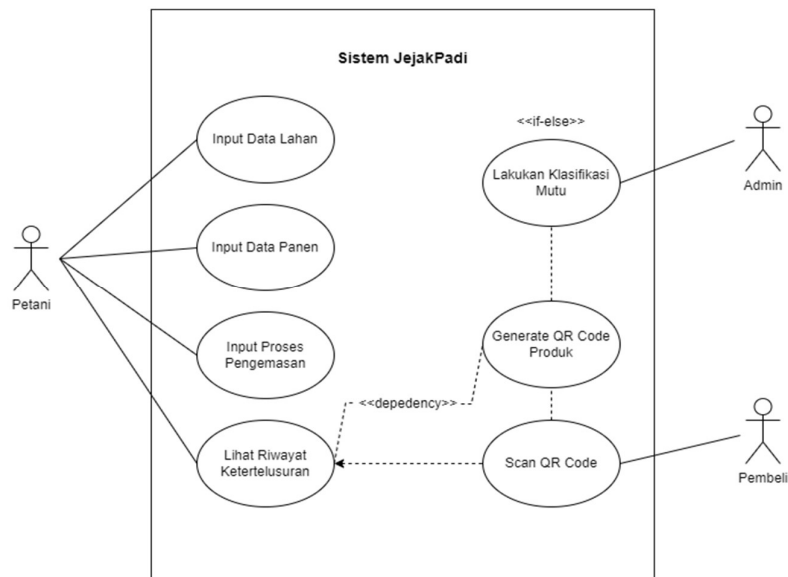 Sistem JejakPadi
<<if-else>>
Input Data Lahan
Lakukan Klasifikasi
Mutu
Admin
Input Data Panen
Petani
Generate QR Code
Produk
Input Proses
Pengemasan
<<depedency>>
Lihat Riwayat
Ketertelusuran
Scan QR Code
Pembeli